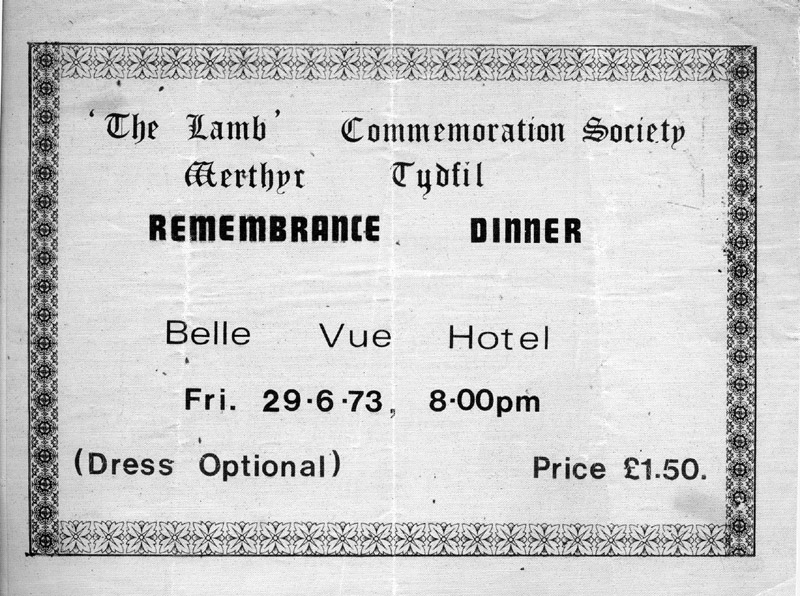 'The Lamb' Commemoration Society
Merthyr Tydfil
REMEMBRANCE DINNER
Belle Vue Hotel
Fri. 29·6·73, 8·00pm
(Dress Optional) Price £1.50.